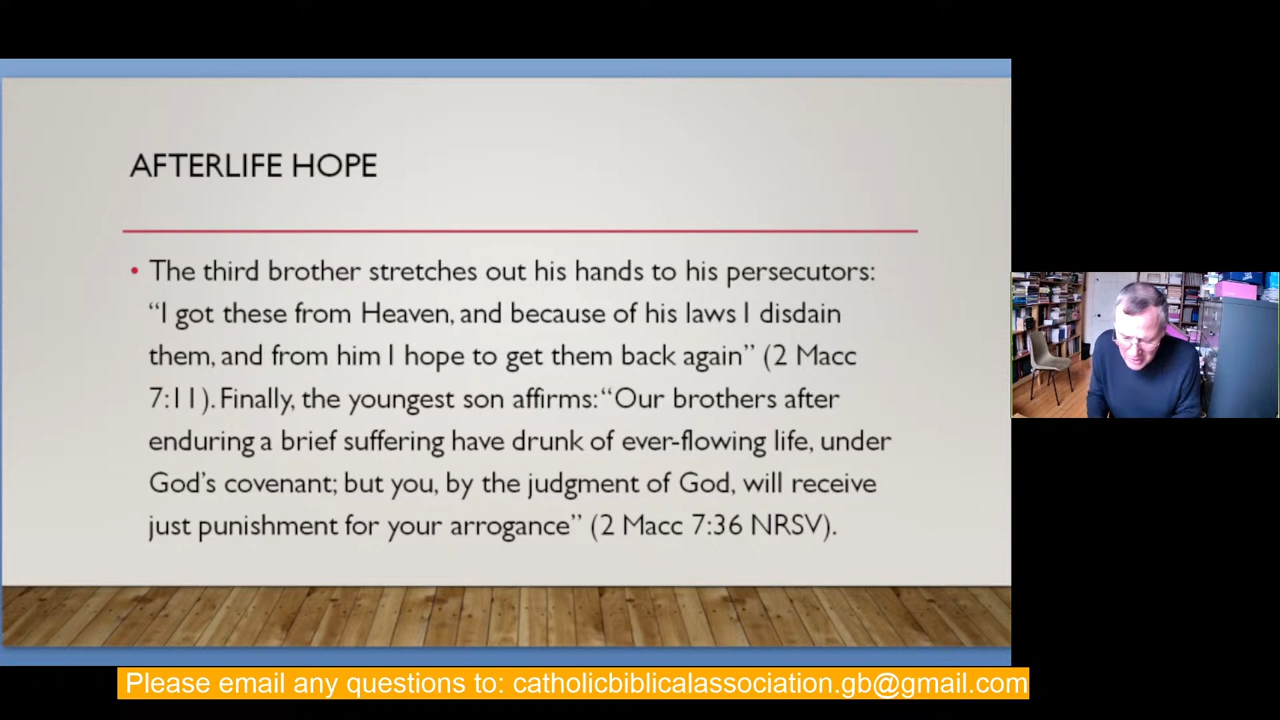 AFTERLIFE HOPE
• The third brother stretches out his hands to his persecutors:
“I got these from Heaven, and because of his laws I disdain
them, and from him I hope to get them back again” (2 Macc
7:11). Finally, the youngest son affirms: “Our brothers after
enduring a brief suffering have drunk of ever-flowing life, under
God’s covenant; but you, by the judgment of God, will receive
just punishment for your arrogance” (2 Macc 7:36 NRSV).
Please email any questions to: catholicbiblicalassociation.gb@gmail.com